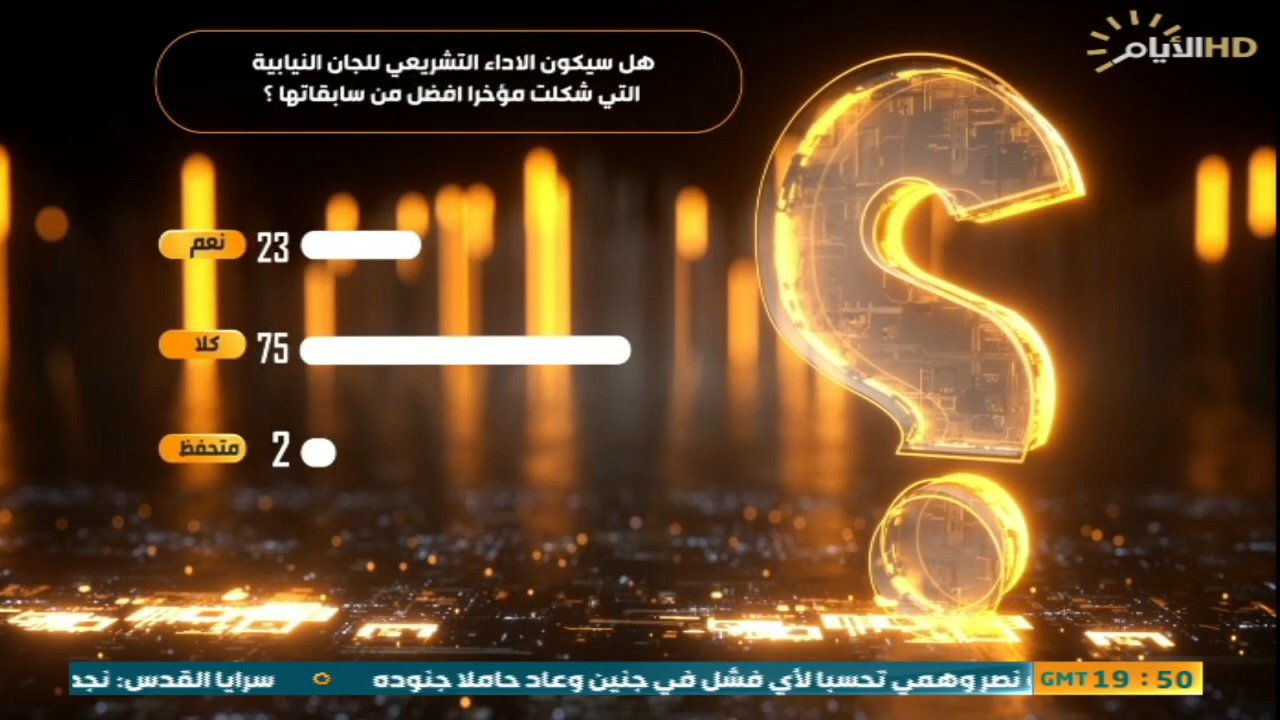 الأيام HD
هل سيكون الاداء التشريعي للجان النيابية
التي شكلت مؤخرا افضل من سابقاتها ؟
نعم 23
كلا 75
متحفظ 2
GMT 19 : 50
نصر وهمي تحسبا لأي فشل في جنين وعاد حاملا جنوده ۞ سرايا القدس: